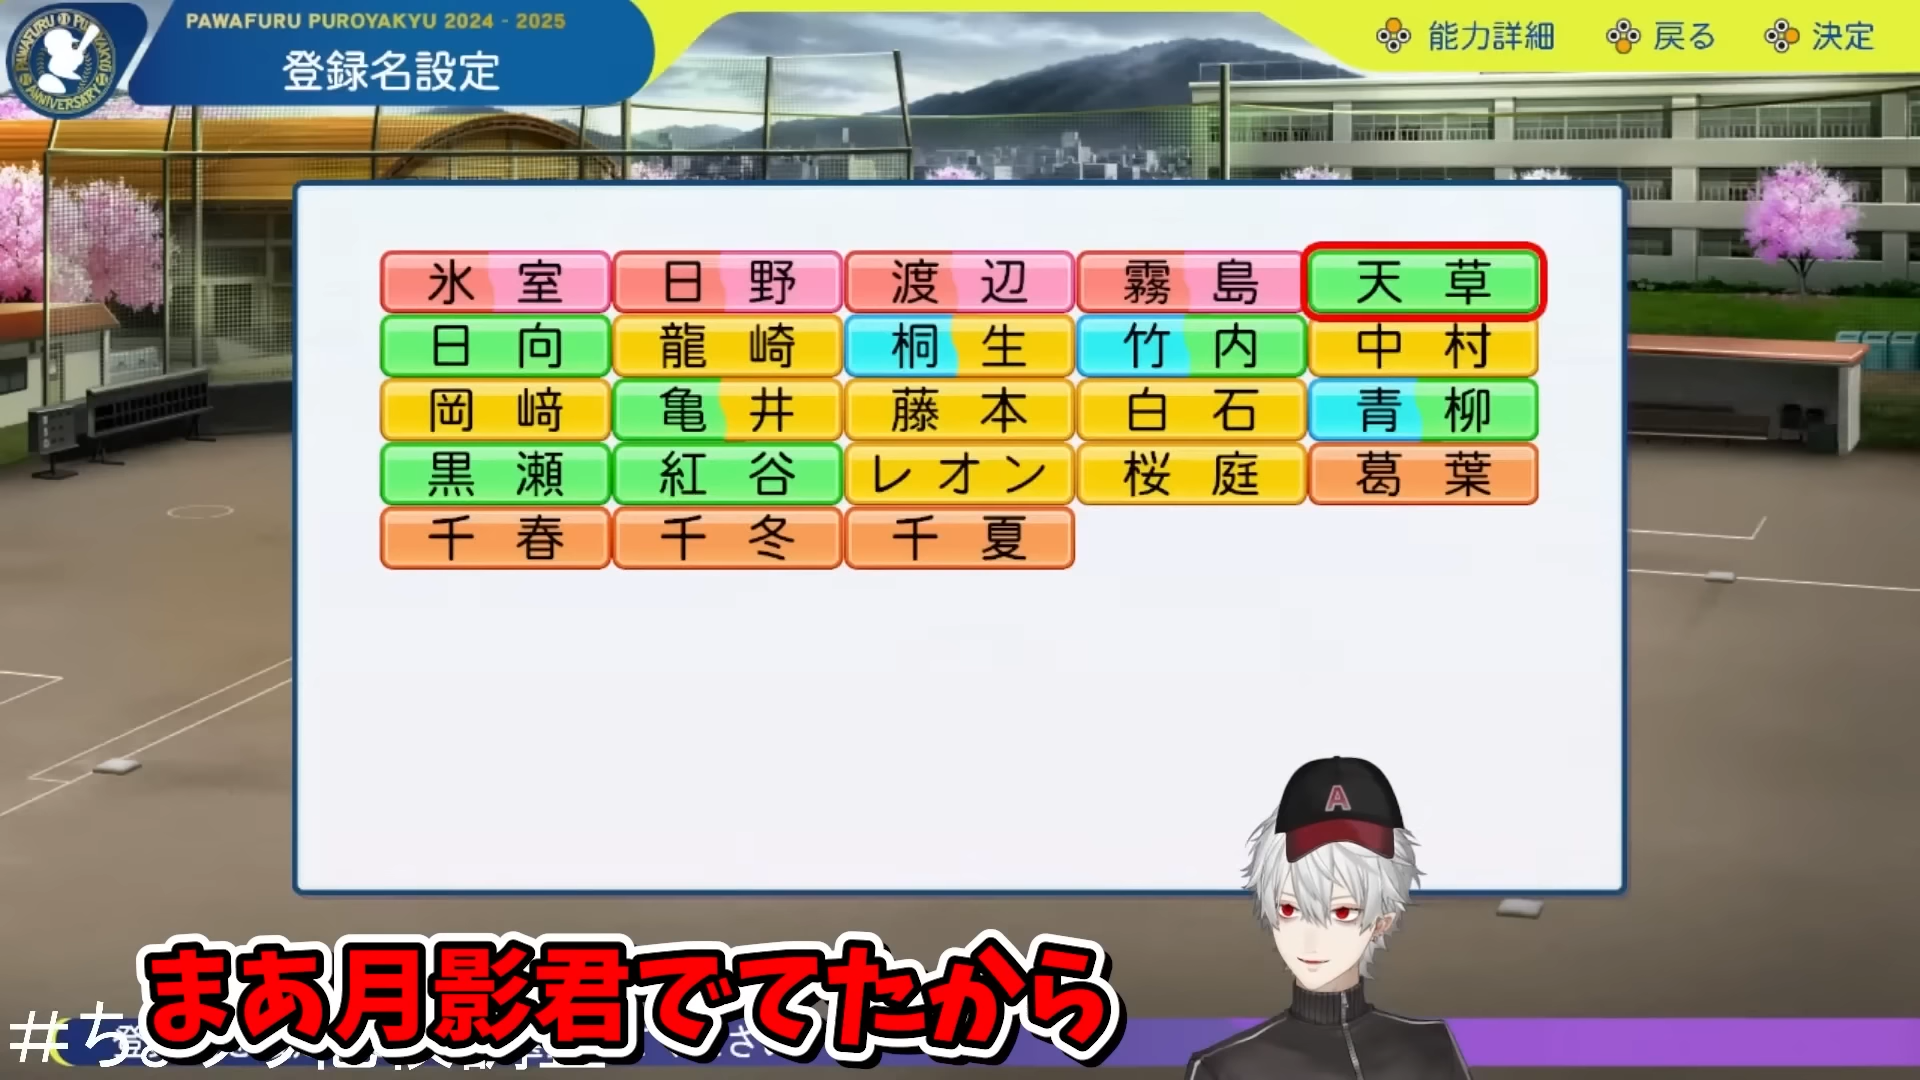 PAWAFURU PUROYAKYU 2024 - 2025
登録名設定
能力詳細 戻る 決定
氷室 日野 渡辺 霧島 天草
日向 龍崎 桐生 竹内 中村
岡﨑 亀井 藤本 白石 青柳
黒瀬 紅谷 レオン 桜庭 葛葉
千春 千冬 千夏
A
まあ月影君でてたから